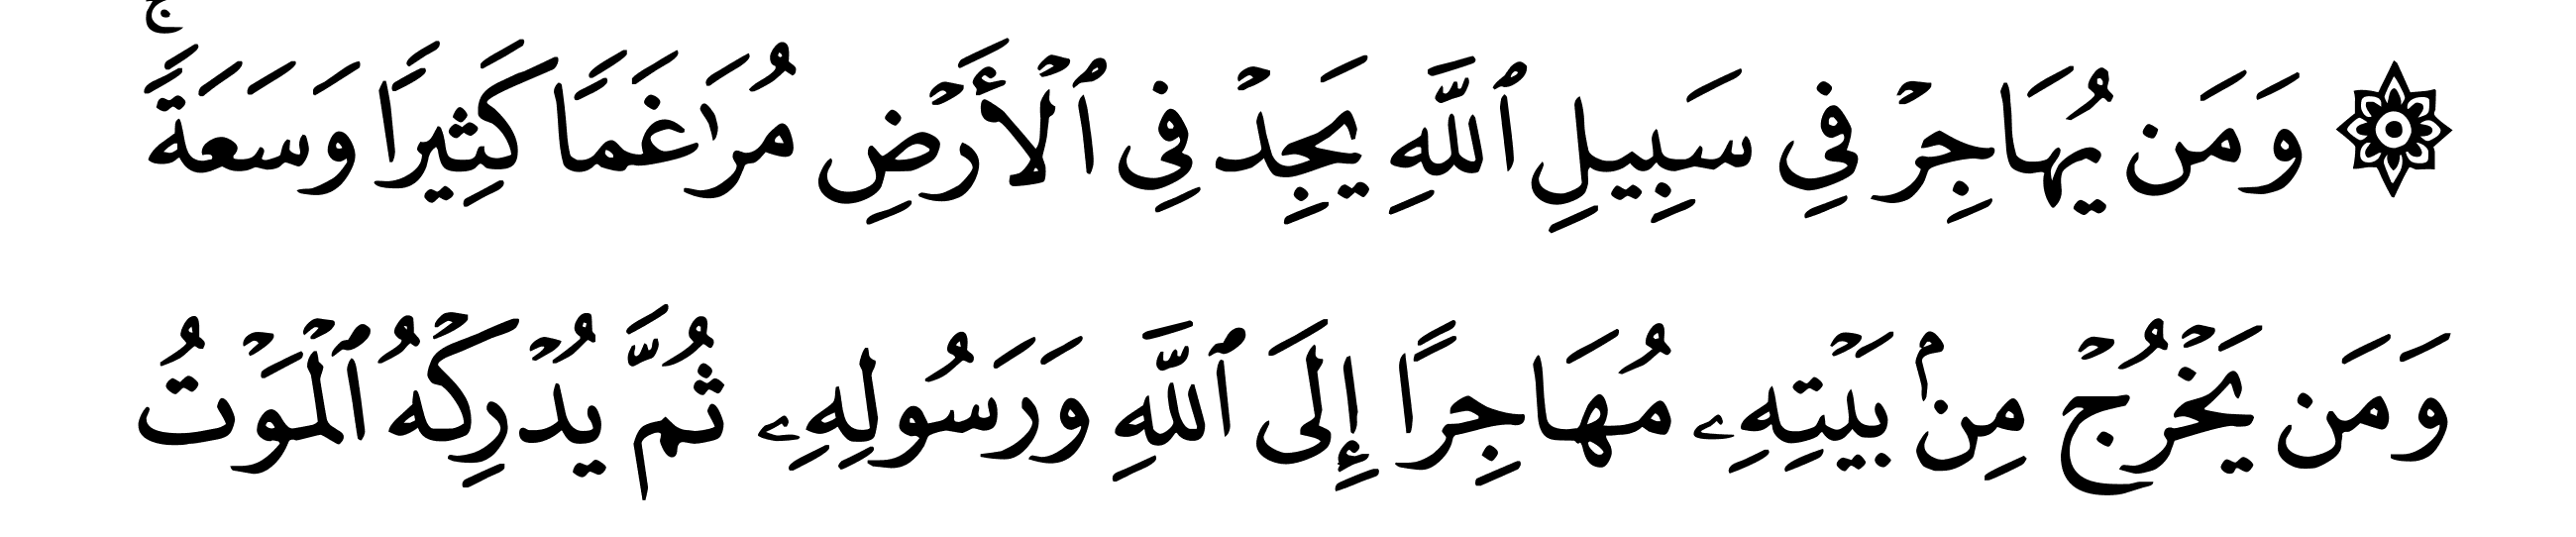 ۞ وَمَن يُهَاجِرْ فِي سَبِيلِ ٱللَّهِ يَجِدْ فِي ٱلْأَرْضِ مُرَٰغَمًا كَثِيرًا وَسَعَةًۚ
وَمَن يَخْرُجْ مِنۢ بَيْتِهِۦ مُهَاجِرًا إِلَى ٱللَّهِ وَرَسُولِهِۦ ثُمَّ يُدْرِكْهُ ٱلْمَوْتُ